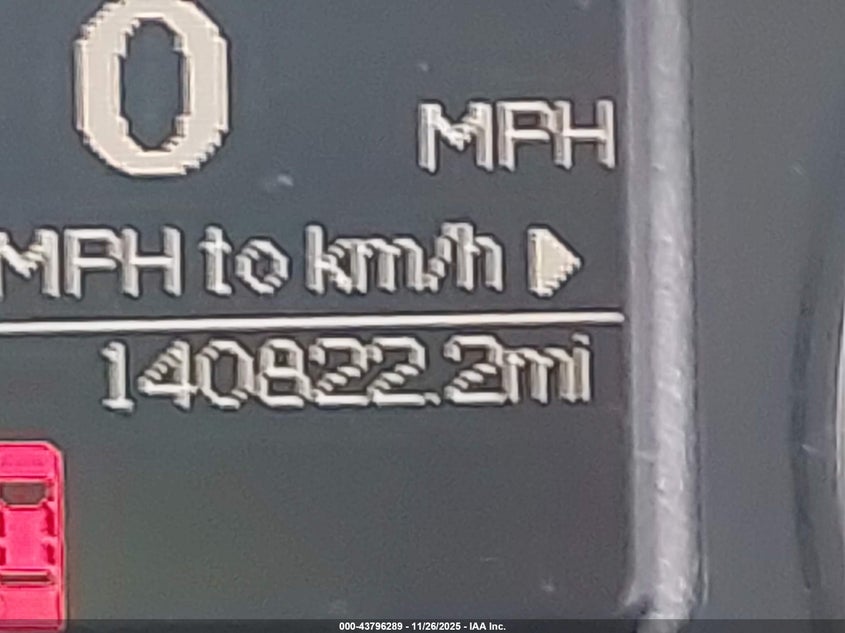 0
MPH
MPH to km/h
140822.2mi
000-43796289 - 11/26/2025 - IAA Inc.